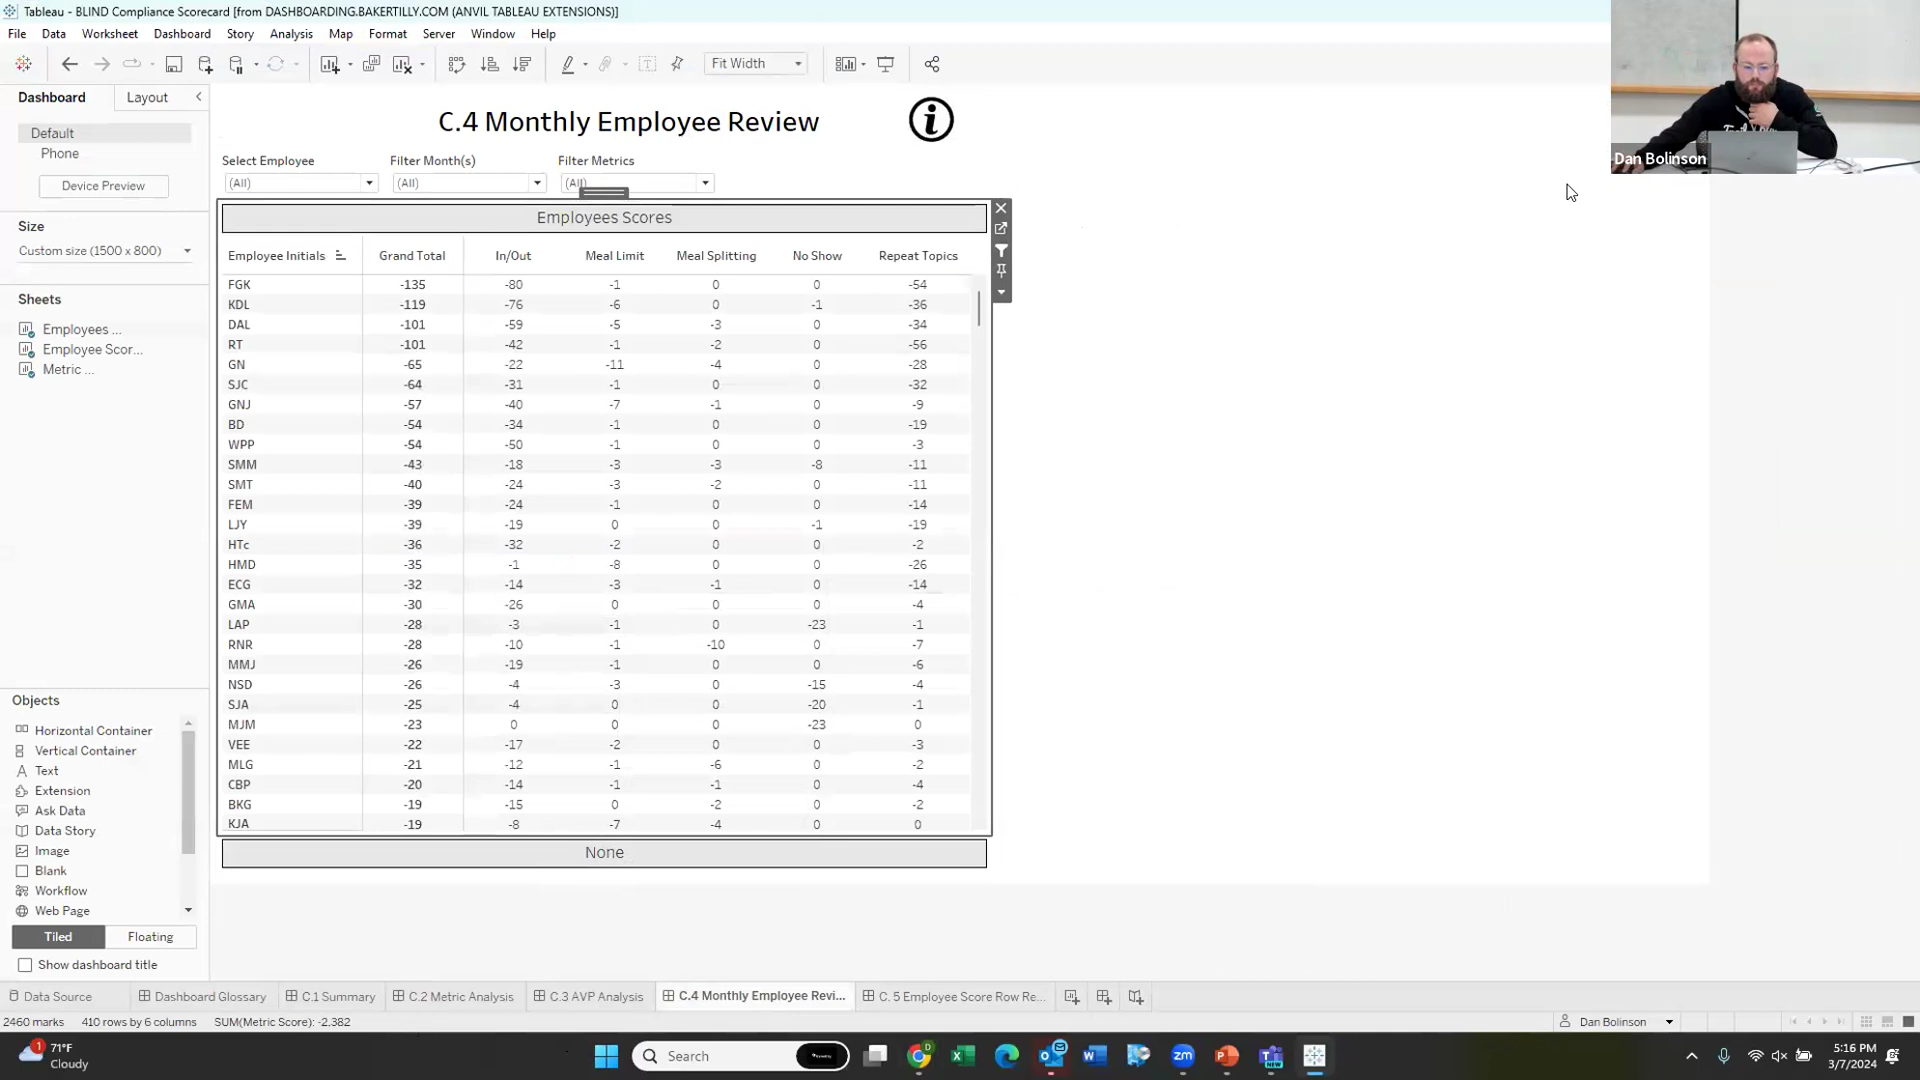 Tableau - BLIND Compliance Scorecard [from DASHBOARDING.BAKERTILLY.COM (ANVIL TABLEAU EXTENSIONS)]
File Data Worksheet Dashboard Story Analysis Map Format Server Window Help
Fit Width
Dashboard Layout
Default
Phone
Device Preview
Size
Custom size (1500 x 800)
Sheets
Employees ...
Employee Scor...
Metric ...
Objects
Horizontal Container
Vertical Container
Text
Extension
Ask Data
Data Story
Image
Blank
Workflow
Web Page
Tiled Floating
Show dashboard title
C.4 Monthly Employee Review
Select Employee Filter Month(s) Filter Metrics
(All) (All) (All)
Employees Scores
Employee Initials Grand Total In/Out Meal Limit Meal Splitting No Show Repeat Topics
FGK -135 -80 -1 0 0 -54
KDL -119 -76 -6 0 -1 -36
DAL -101 -59 -5 -3 0 -34
RT -101 -42 -1 -2 0 -56
GN -65 -22 -11 -4 0 -28
SJC -64 -31 -1 0 0 -32
GNJ -57 -40 -7 -1 0 -9
BD -54 -34 -1 0 0 -19
WPP -54 -50 -1 0 0 -3
SMM -43 -18 -3 -3 -8 -11
SMT -40 -24 -3 -2 0 -11
FEM -39 -24 -1 0 0 -14
LJY -39 -19 0 0 -1 -19
HTc -36 -32 -2 0 0 -2
HMD -35 -1 -8 0 0 -26
ECG -32 -14 -3 -1 0 -14
GMA -30 -26 0 0 0 -4
LAP -28 -3 -1 0 -23 -1
RNR -28 -10 -1 -10 0 -7
MMJ -26 -19 -1 0 0 -6
NSD -26 -4 -3 0 -15 -4
SJA -25 -4 0 0 -20 -1
MJM -23 0 0 0 -23 0
VEE -22 -17 -2 0 0 -3
MLG -21 -12 -1 -6 0 -2
CBP -20 -14 -1 -1 0 -4
BKG -19 -15 0 -2 0 -2
KJA -19 -8 -7 -4 0 0
None
Dan Bolinson
Data Source Dashboard Glossary C.1 Summary C.2 Metric Analysis C.3 AVP Analysis C.4 Monthly Employee Revi... C. 5 Employee Score Row Re...
2460 marks 410 rows by 6 columns SUM(Metric Score): -2,382 Dan Bolinson
1 71°F
Cloudy
Search
5:16 PM
3/7/2024